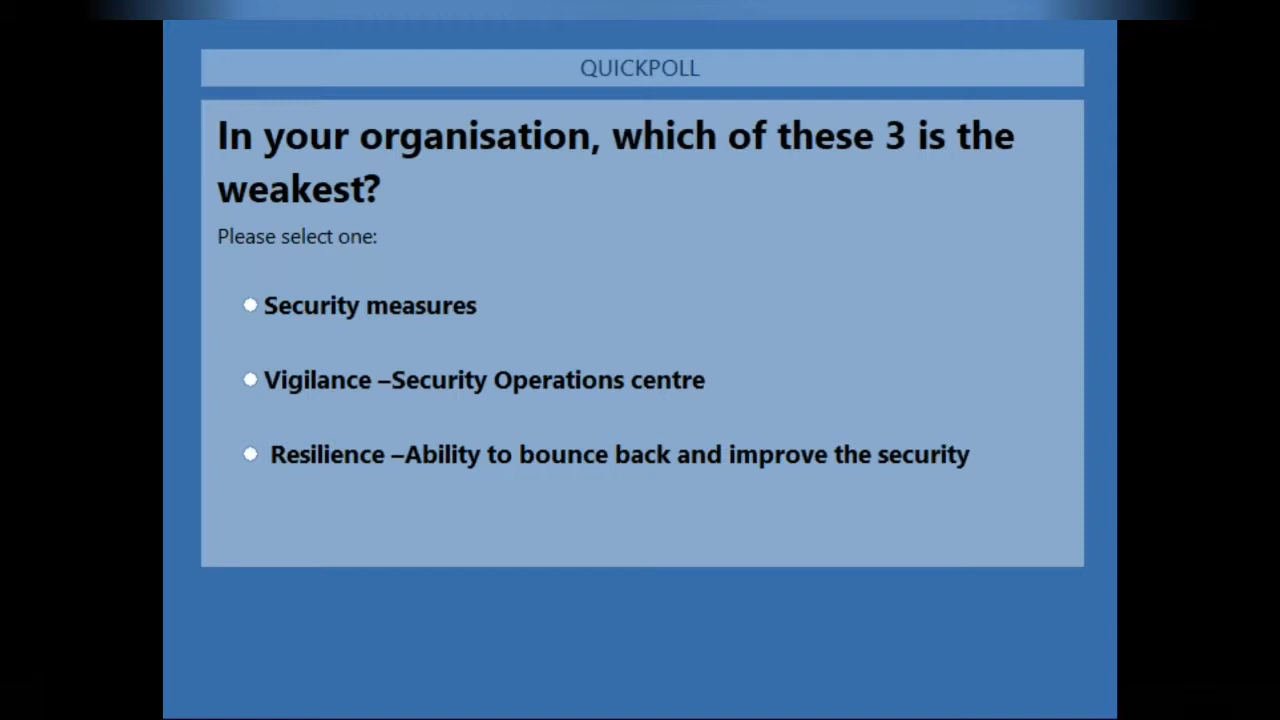 QUICKPOLL
In your organisation, which of these 3 is the
weakest?
Please select one:
Security measures
Vigilance –Security Operations centre
Resilience –Ability to bounce back and improve the security